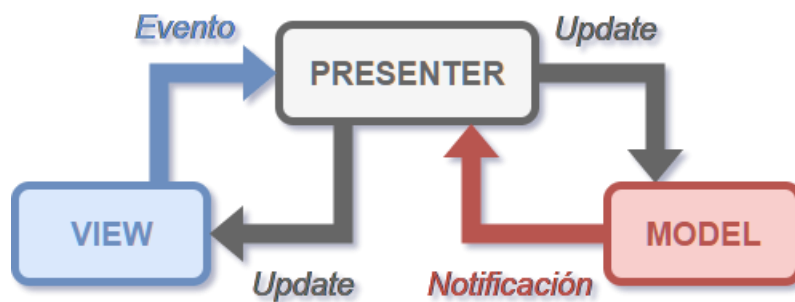 Evento
Update
PRESENTER
VIEW
MODEL
Update
Notificación